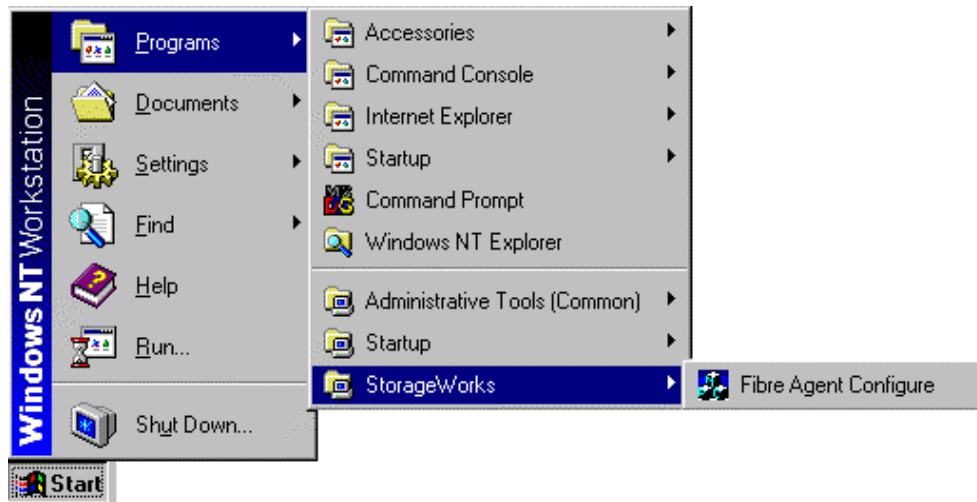 Windows NT Workstation
Programs
Documents
Settings
Find
Help
Run...
Shut Down...
Start
Accessories
Command Console
Internet Explorer
Startup
Command Prompt
Windows NT Explorer
Administrative Tools (Common)
Startup
StorageWorks
Fibre Agent Configure